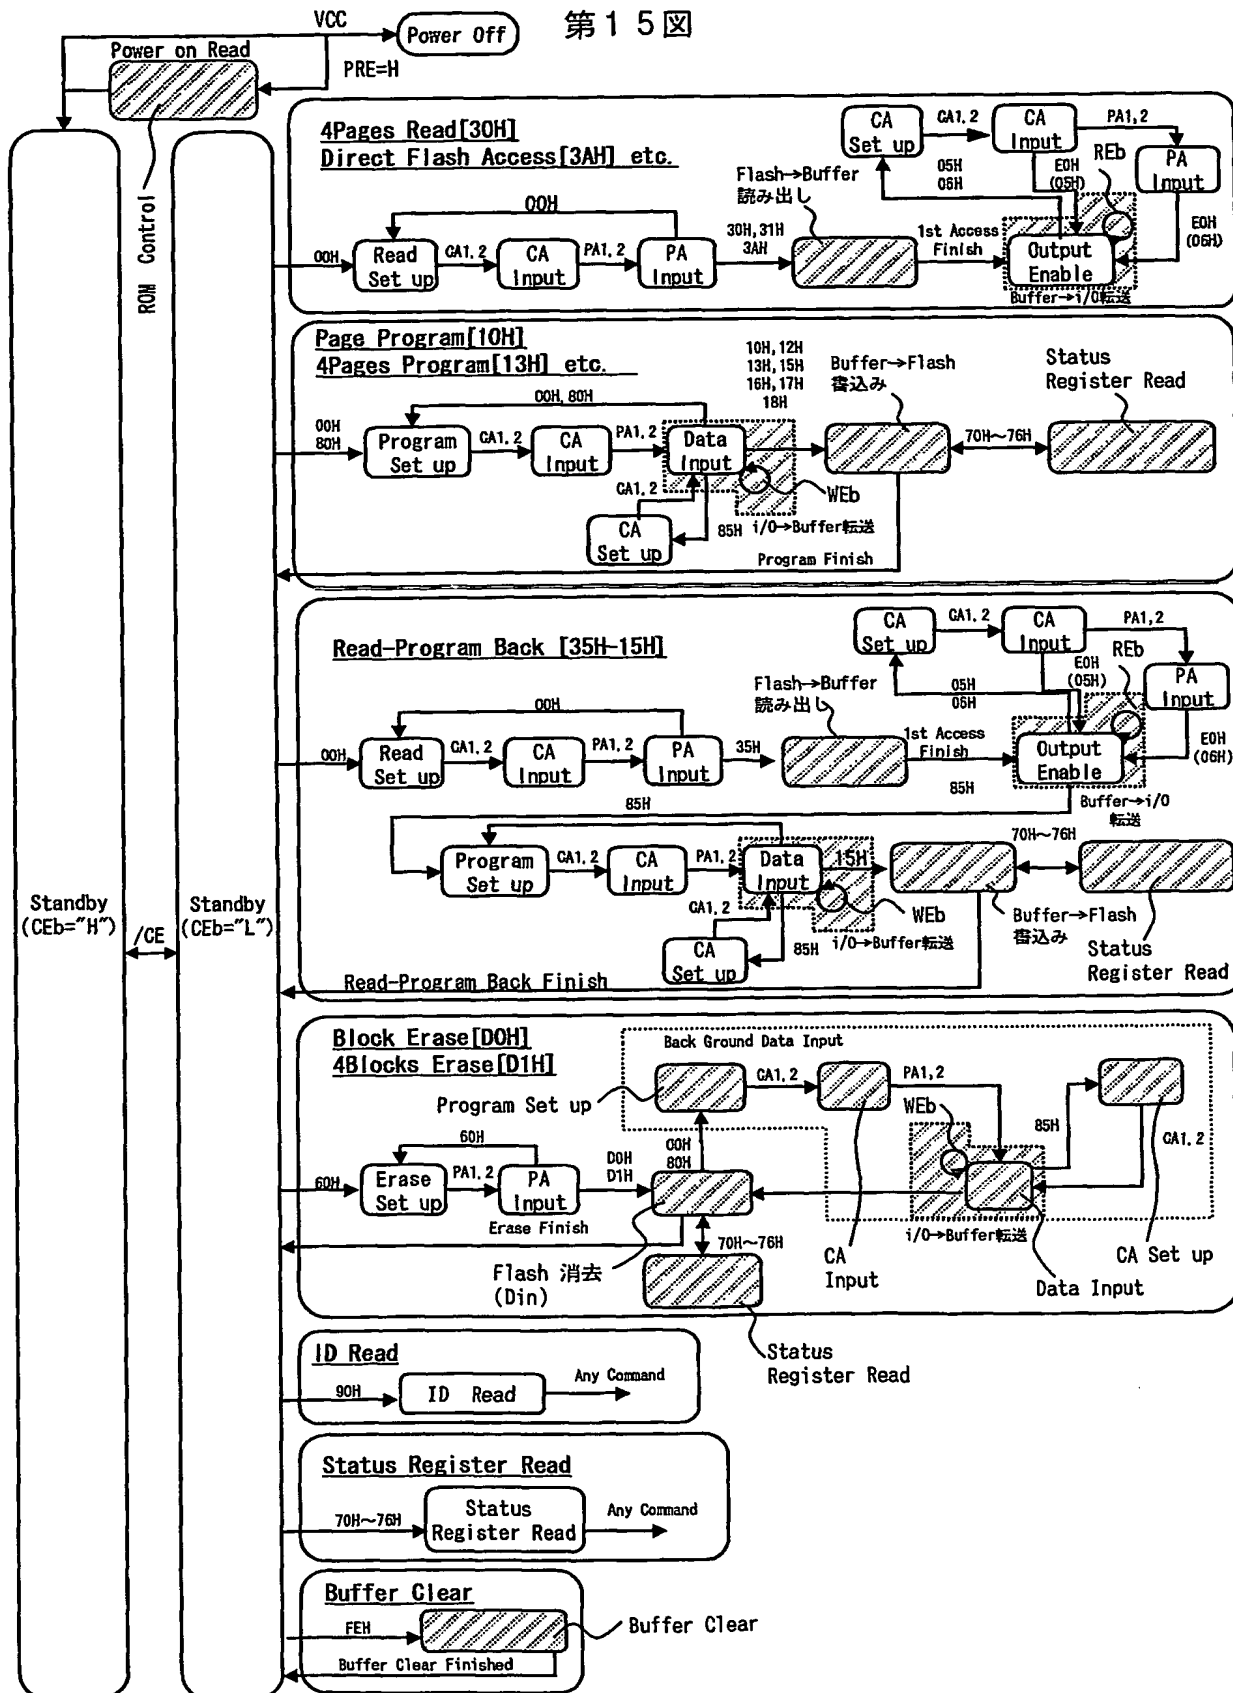 第15図
VCC
Power Off
Power on Read
PRE=H
ROM Control
Standby
(CEb="H")
/CE
Standby
(CEb="L")
4Pages Read[30H]
Direct Flash Access[3AH] etc.
00H
Read
Set up
CA1,2
CA
Input
PA1,2
PA
Input
00H
30H,31H
3AH
Flash→Buffer
読み出し
1st Access
Finish
Output
Enable
Buffer→i/O転送
05H
06H
CA
Set up
CA1,2
CA
Input
E0H
(05H)
REb
PA1,2
PA
Input
E0H
(06H)
Page Program[10H]
4Pages Program[13H] etc.
00H
80H
Program
Set up
CA1,2
CA
Input
PA1,2
Data
Input
00H,80H
10H,12H
13H,15H
16H,17H
18H
Buffer→Flash
書込み
70H~76H
Status
Register Read
WEb
CA1,2
CA
Set up
85H
i/O→Buffer転送
Program Finish
Read-Program Back [35H-15H]
00H
Read
Set up
CA1,2
CA
Input
PA1,2
PA
Input
00H
35H
Flash→Buffer
読み出し
1st Access
Finish
Output
Enable
05H
06H
CA
Set up
CA1,2
CA
Input
E0H
(05H)
REb
PA1,2
PA
Input
E0H
(06H)
85H
Buffer→i/O
転送
85H
Program
Set up
CA1,2
CA
Input
PA1,2
Data
Input
15H
70H~76H
WEb
CA1,2
CA
Set up
85H
i/O→Buffer転送
Buffer→Flash
書込み
Status
Register Read
Read-Program Back Finish
Block Erase[D0H]
4Blocks Erase[D1H]
Back Ground Data Input
Program Set up
CA1,2
PA1,2
WEb
85H
CA1,2
60H
Erase
Set up
PA1,2
PA
Input
60H
D0H
D1H
00H
80H
Erase Finish
70H~76H
Flash 消去
(Din)
CA
Input
i/O→Buffer転送
Data Input
CA Set up
Status
Register Read
ID Read
90H
ID Read
Any Command
Status Register Read
70H~76H
Status
Register Read
Any Command
Buffer Clear
FEH
Buffer Clear
Buffer Clear Finished